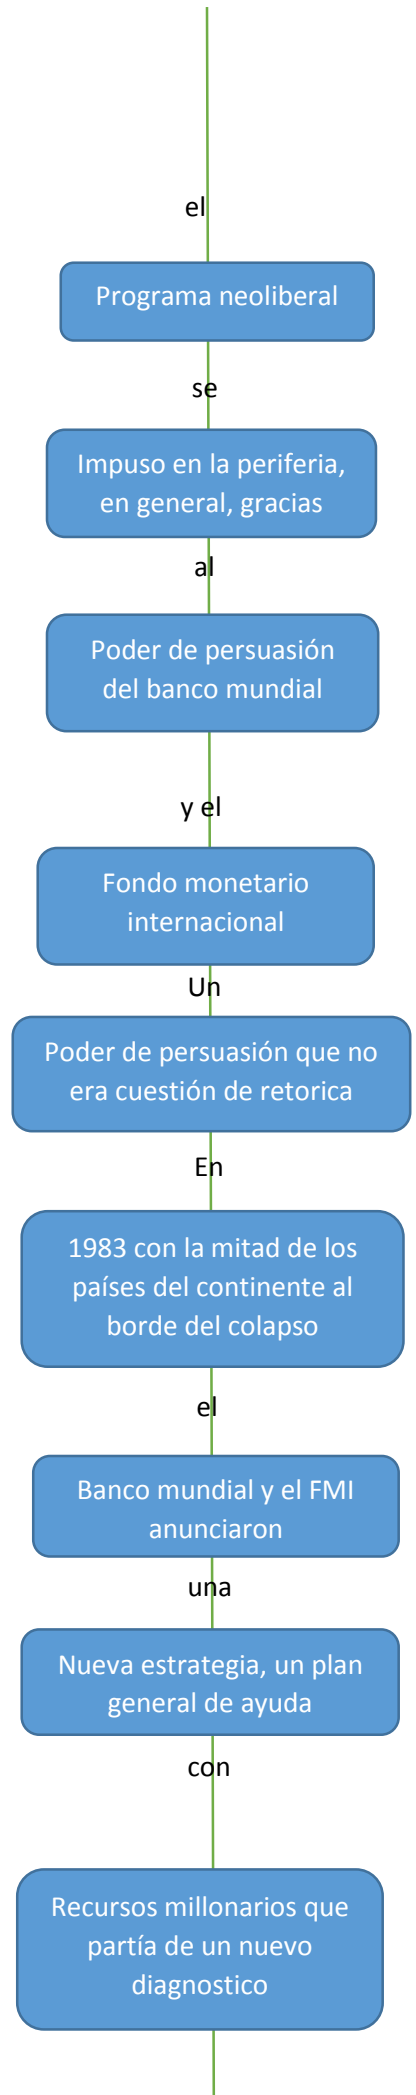 el
Programa neoliberal
se
Impuso en la periferia,
en general, gracias
al
Poder de persuasión
del banco mundial
y el
Fondo monetario
internacional
Un
Poder de persuasión que no
era cuestión de retorica
En
1983 con la mitad de los
países del continente al
borde del colapso
el
Banco mundial y el FMI
anunciaron
una
Nueva estrategia, un plan
general de ayuda
con
Recursos millonarios que
partía de un nuevo
diagnostico